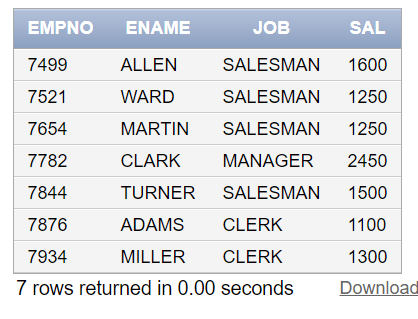 EMPNO ENAME JOB SAL
7499 ALLEN SALESMAN 1600
7521 WARD SALESMAN 1250
7654 MARTIN SALESMAN 1250
7782 CLARK MANAGER 2450
7844 TURNER SALESMAN 1500
7876 ADAMS CLERK 1100
7934 MILLER CLERK 1300
7 rows returned in 0.00 seconds Download